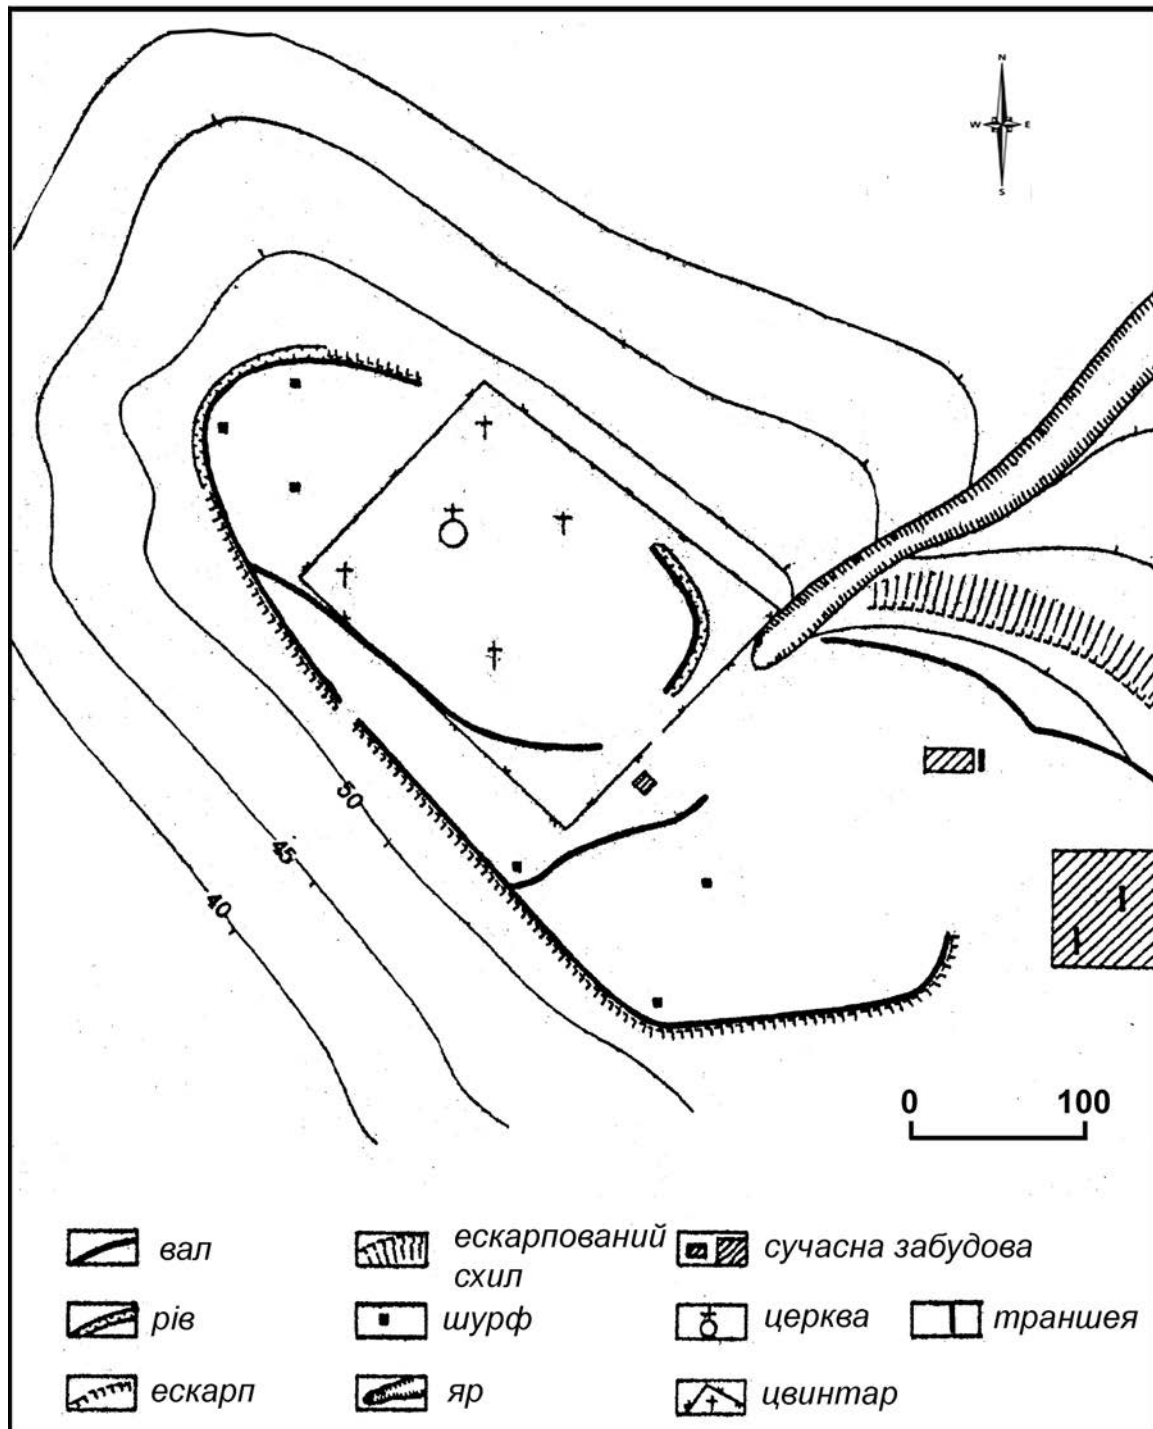 N
W E
S
50
45
40
0 100
вал
ескарпований
схил
сучасна забудова
рів
шурф
церква
траншея
ескарп
яр
цвинтар